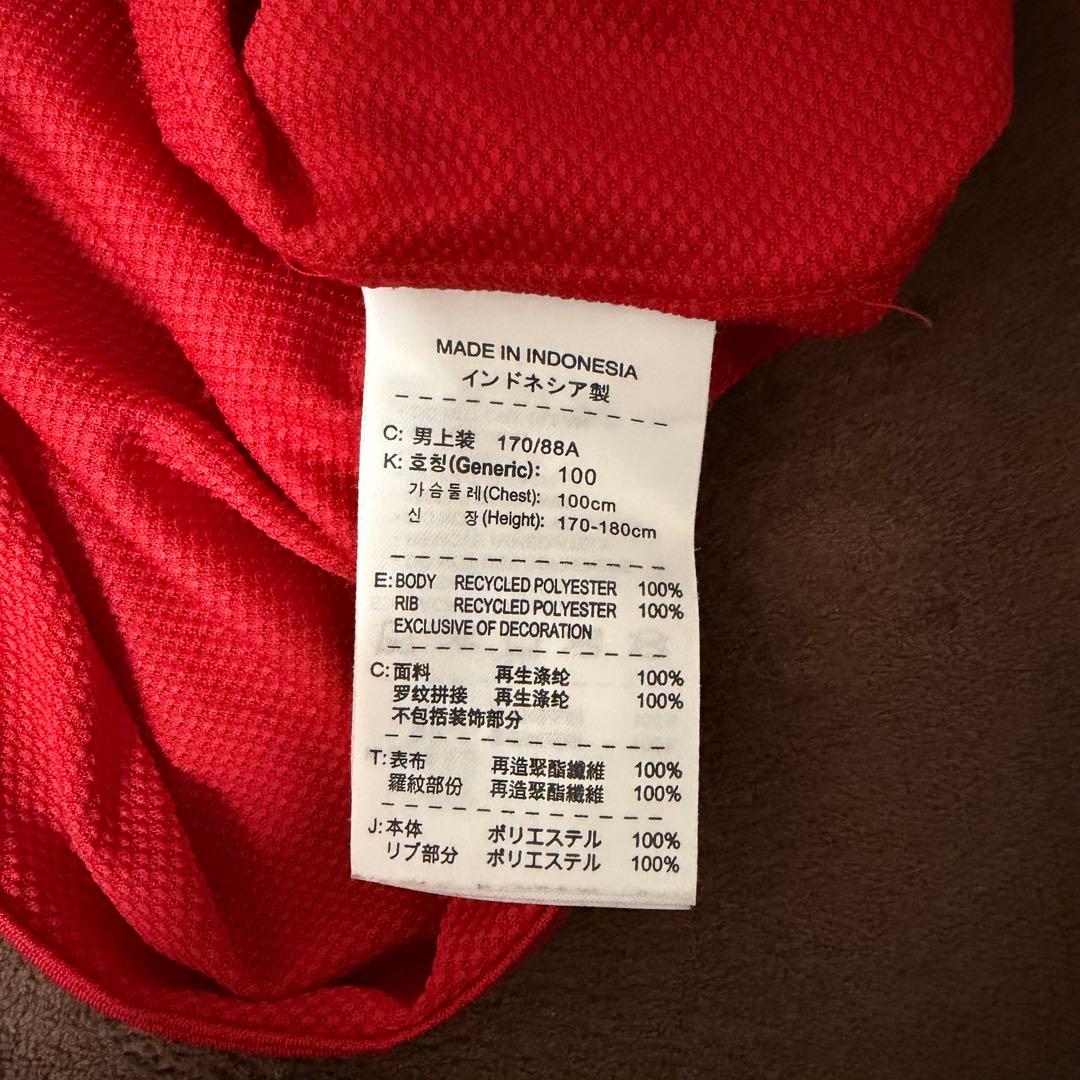 MADE IN INDONESIA
インドネシア製
C: 男上装 170/88A
K: 호칭(Generic): 100
가슴둘레(Chest): 100cm
신 장(Height): 170-180cm
E: BODY RECYCLED POLYESTER 100%
RIB RECYCLED POLYESTER 100%
EXCLUSIVE OF DECORATION
C: 面料 再生涤纶 100%
罗纹拼接 再生涤纶 100%
不包括装饰部分
T: 表布 再造聚酯纖維 100%
羅紋部份 再造聚酯纖維 100%
J: 本体 ポリエステル 100%
リブ部分 ポリエステル 100%